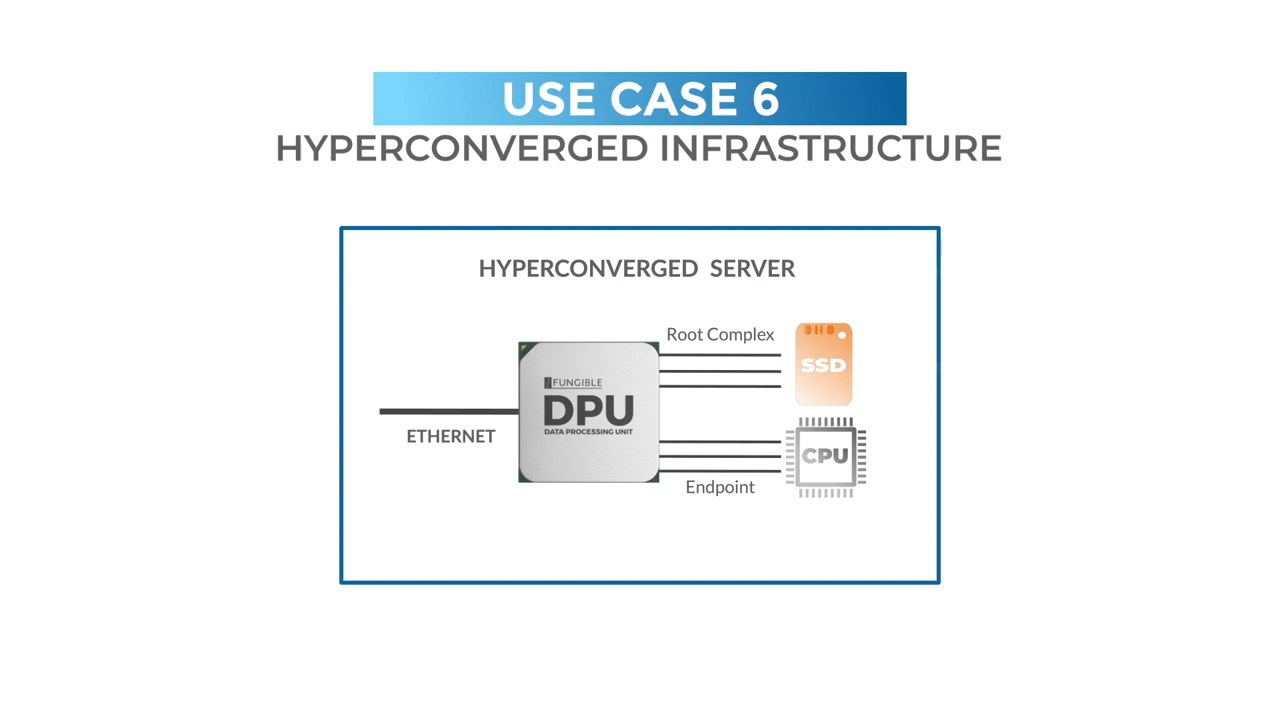 USE CASE 6
HYPERCONVERGED INFRASTRUCTURE
HYPERCONVERGED SERVER
Root Complex
SSD
FUNGIBLE
DPU
DATA PROCESSING UNIT
ETHERNET
CPU
Endpoint